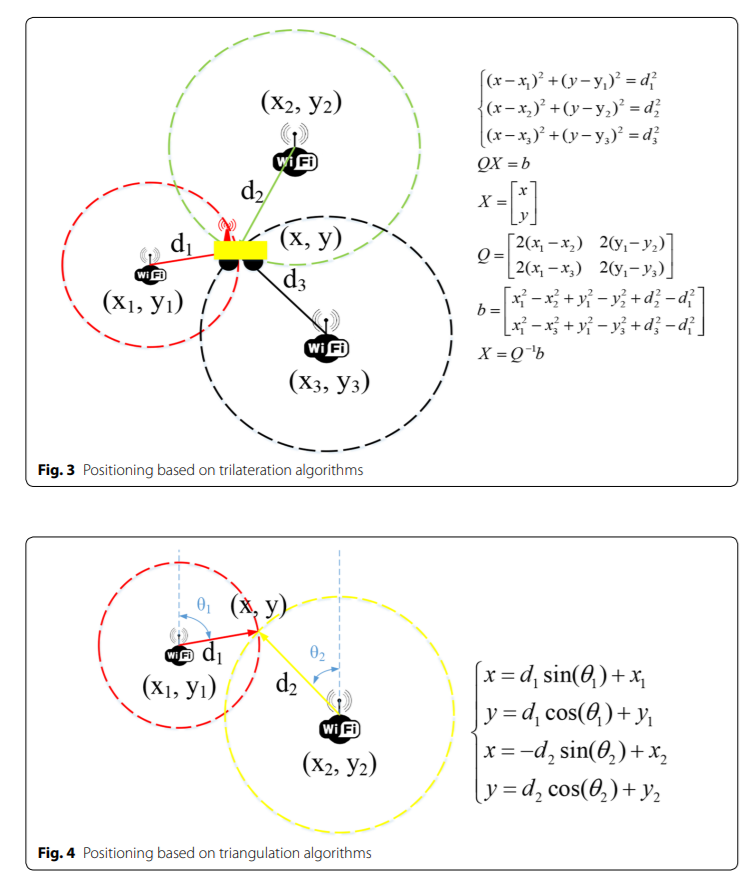 (x₂, y₂)
WiFi
d₂
d₁
(x, y)
WiFi
d₃
(x₁, y₁)
WiFi
(x₃, y₃)
(x−x₁)²+(y−y₁)²=d₁²
(x−x₂)²+(y−y₂)²=d₂²
(x−x₃)²+(y−y₃)²=d₃²
QX=b
X=[x
y]
Q=[2(x₁−x₂) 2(y₁−y₂)
2(x₁−x₃) 2(y₁−y₃)]
b=[x₁²−x₂²+y₁²−y₂²+d₂²−d₁²
x₁²−x₃²+y₁²−y₃²+d₃²−d₁²]
X=Q⁻¹b
Fig. 3 Positioning based on trilateration algorithms
θ₁
(x, y)
WiFi
d₁
θ₂
(x₁, y₁)
d₂
WiFi
(x₂, y₂)
x=d₁ sin(θ₁)+x₁
y=d₁ cos(θ₁)+y₁
x=−d₂ sin(θ₂)+x₂
y=d₂ cos(θ₂)+y₂
Fig. 4 Positioning based on triangulation algorithms